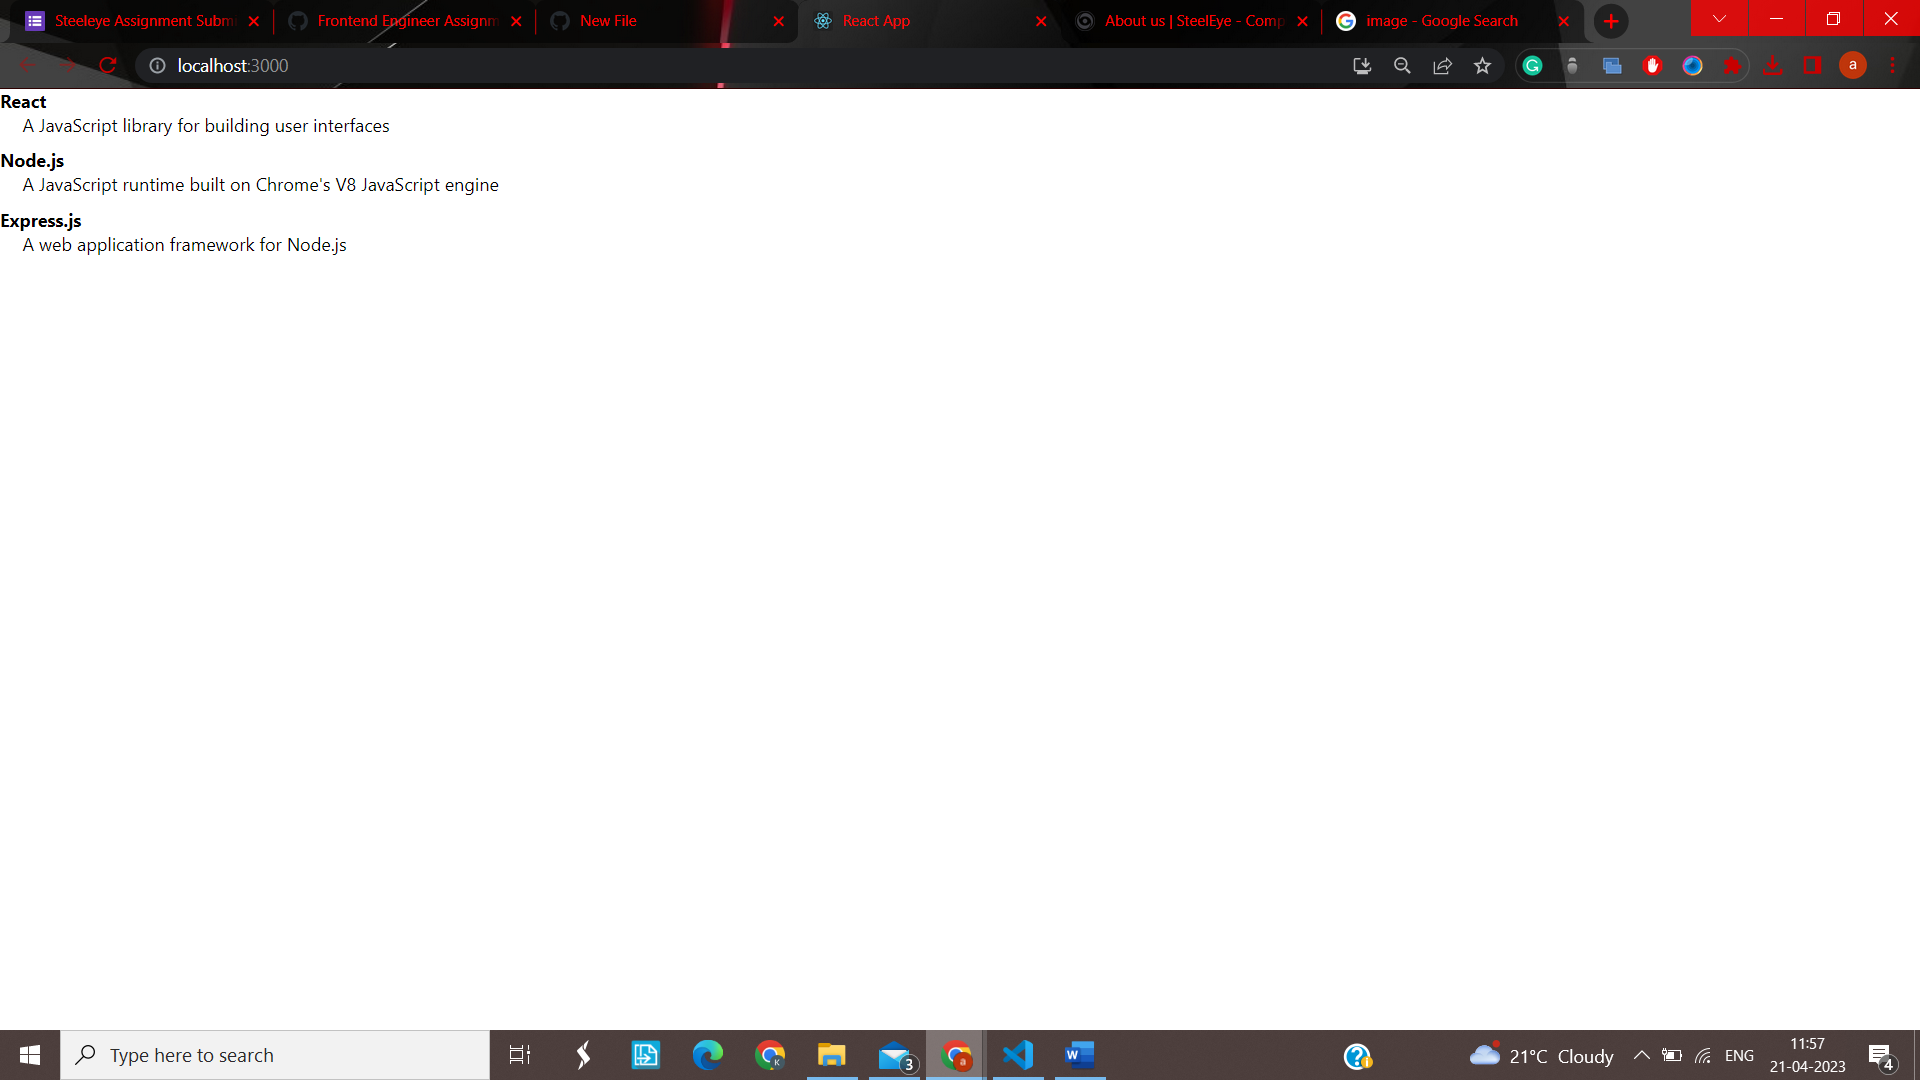 Steeleye Assignment Subm
Frontend Engineer Assignm
New File
React App
About us | SteelEye - Comp
image - Google Search
localhost:3000
a
React
A JavaScript library for building user interfaces
Node.js
A JavaScript runtime built on Chrome's V8 JavaScript engine
Express.js
A web application framework for Node.js
Type here to search
K
3
a
W
21°C Cloudy
ENG
11:57
21-04-2023
4